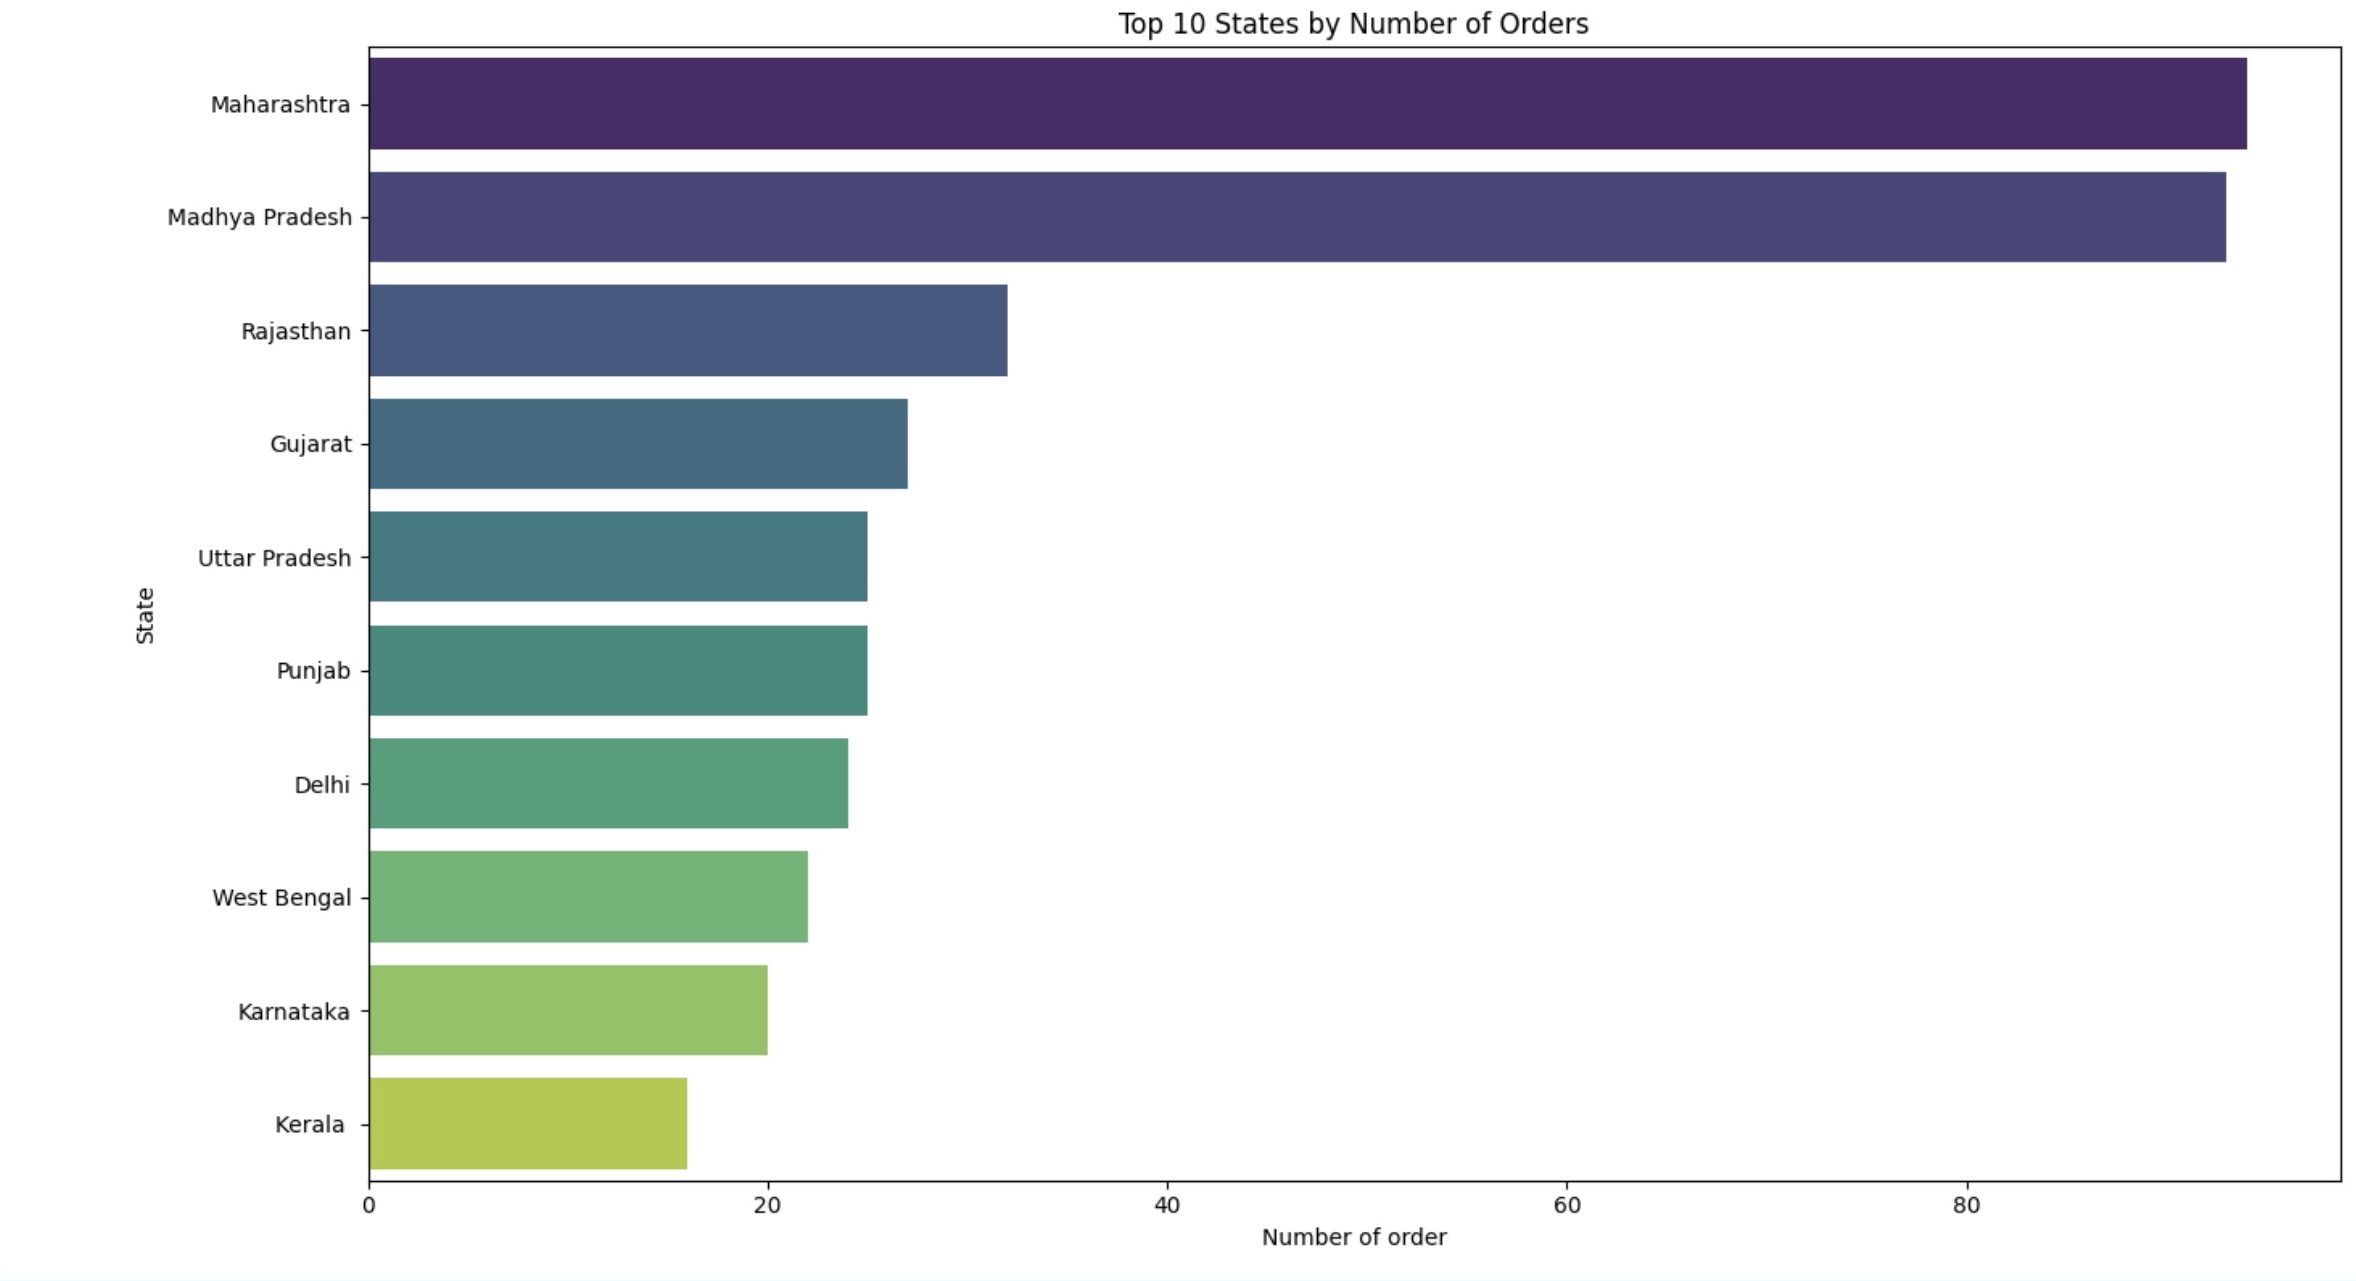 Top 10 States by Number of Orders
Maharashtra
Madhya Pradesh
Rajasthan
Gujarat
Uttar Pradesh
Punjab
Delhi
West Bengal
Karnataka
Kerala
State
0 20 40 60 80
Number of order